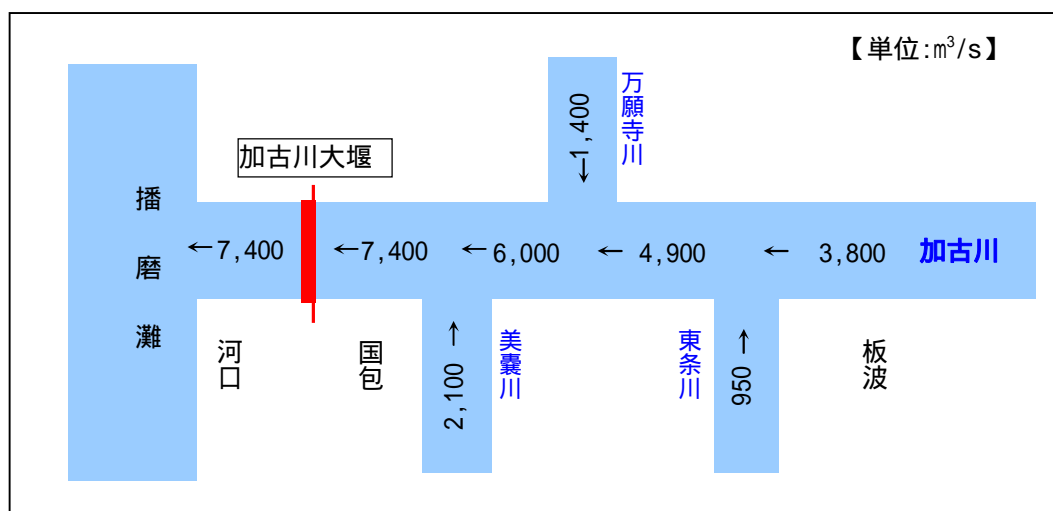 【単位:m³/s】
万願寺川
←1,400
加古川大堰
播磨灘
←7,400
←7,400
←6,000
←4,900
← 3,800
加古川
河口
国包
2,100→
美嚢川
東条川
950→
板波